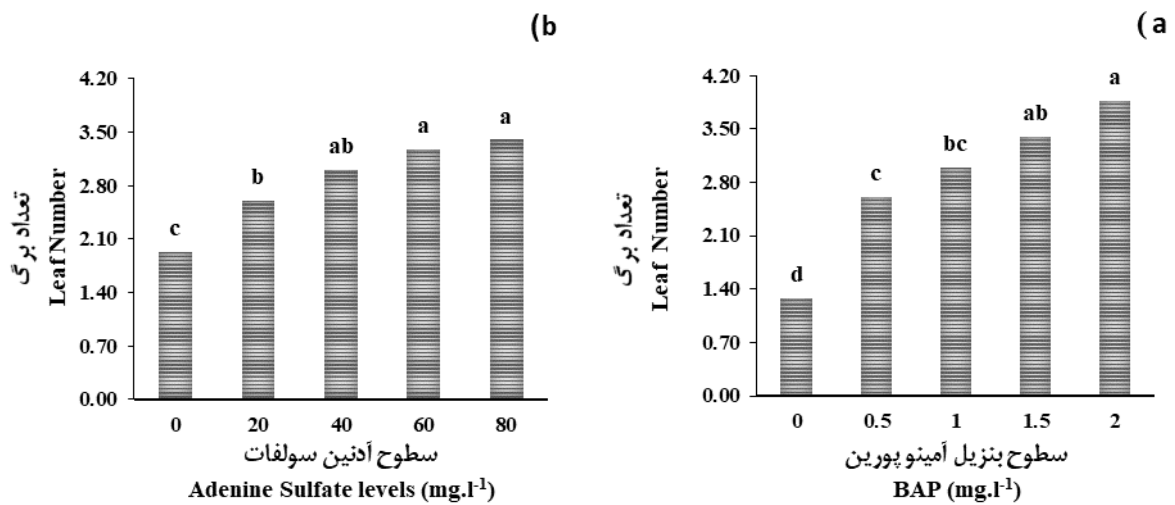 (b
4.20
3.50
2.80
2.10
1.40
0.70
0.00
تعداد برگ
Leaf Number
c
b
ab
a
a
0 20 40 60 80
سطوح آدنین سولفات
Adenine Sulfate levels (mg.l-1)
(a
4.20
3.50
2.80
2.10
1.40
0.70
0.00
تعداد برگ
Leaf Number
d
c
bc
ab
a
0 0.5 1 1.5 2
سطوح بنزیل آمینو پورین
BAP (mg.l-1)